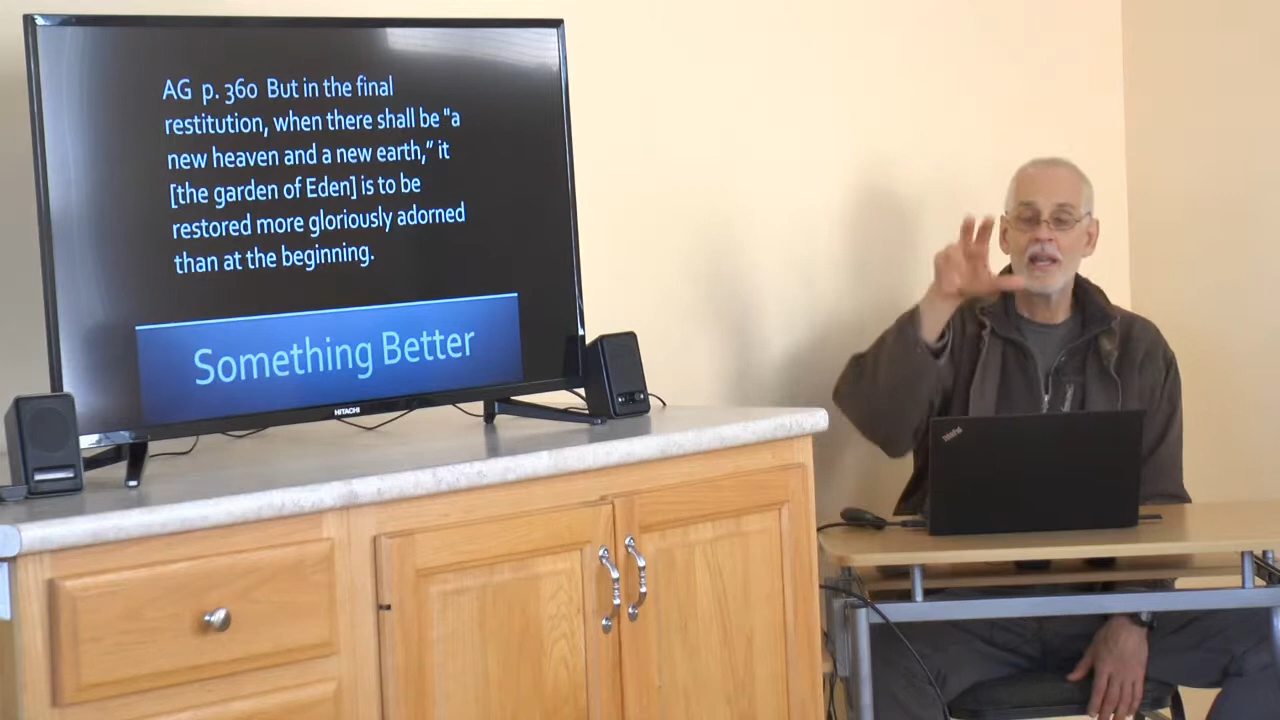 AG p. 360 But in the final
restitution, when there shall be "a
new heaven and a new earth,” it
[the garden of Eden] is to be
restored more gloriously adorned
than at the beginning.
Something Better
HITACHI
ThinkPad